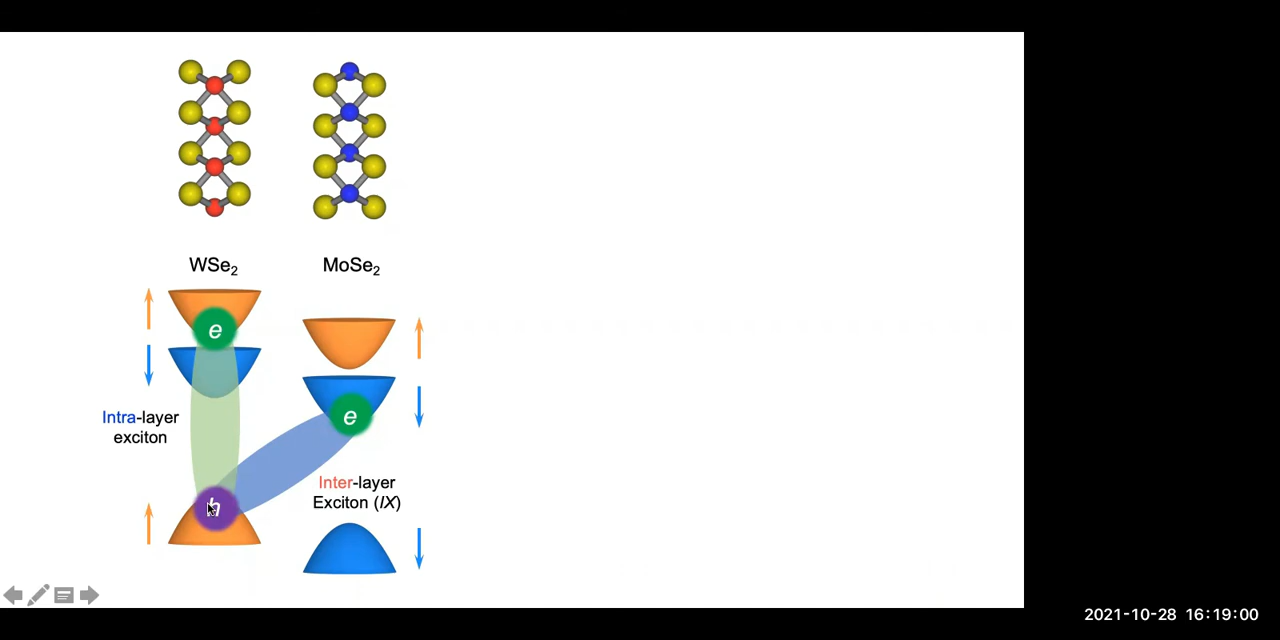 WSe₂ MoSe₂
e
e
Intra-layer
exciton
Inter-layer
Exciton (IX)
h
2021-10-28 16:19:00